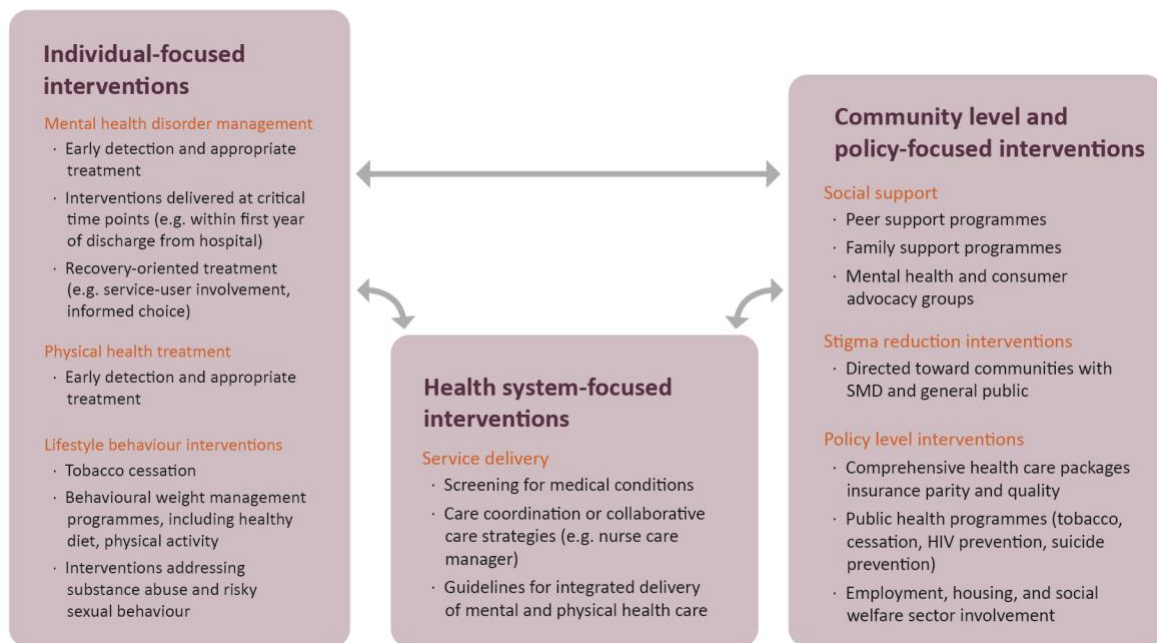 Individual-focused
interventions
Mental health disorder management
· Early detection and appropriate
treatment
· Interventions delivered at critical
time points (e.g. within first year
of discharge from hospital)
· Recovery-oriented treatment
(e.g. service-user involvement,
informed choice)
Physical health treatment
· Early detection and appropriate
treatment
Lifestyle behaviour interventions
· Tobacco cessation
· Behavioural weight management
programmes, including healthy
diet, physical activity
· Interventions addressing
substance abuse and risky
sexual behaviour
Health system-focused
interventions
Service delivery
· Screening for medical conditions
· Care coordination or collaborative
care strategies (e.g. nurse care
manager)
· Guidelines for integrated delivery
of mental and physical health care
Community level and
policy-focused interventions
Social support
· Peer support programmes
· Family support programmes
· Mental health and consumer
advocacy groups
Stigma reduction interventions
· Directed toward communities with
SMD and general public
Policy level interventions
· Comprehensive health care packages
insurance parity and quality
· Public health programmes (tobacco,
cessation, HIV prevention, suicide
prevention)
· Employment, housing, and social
welfare sector involvement